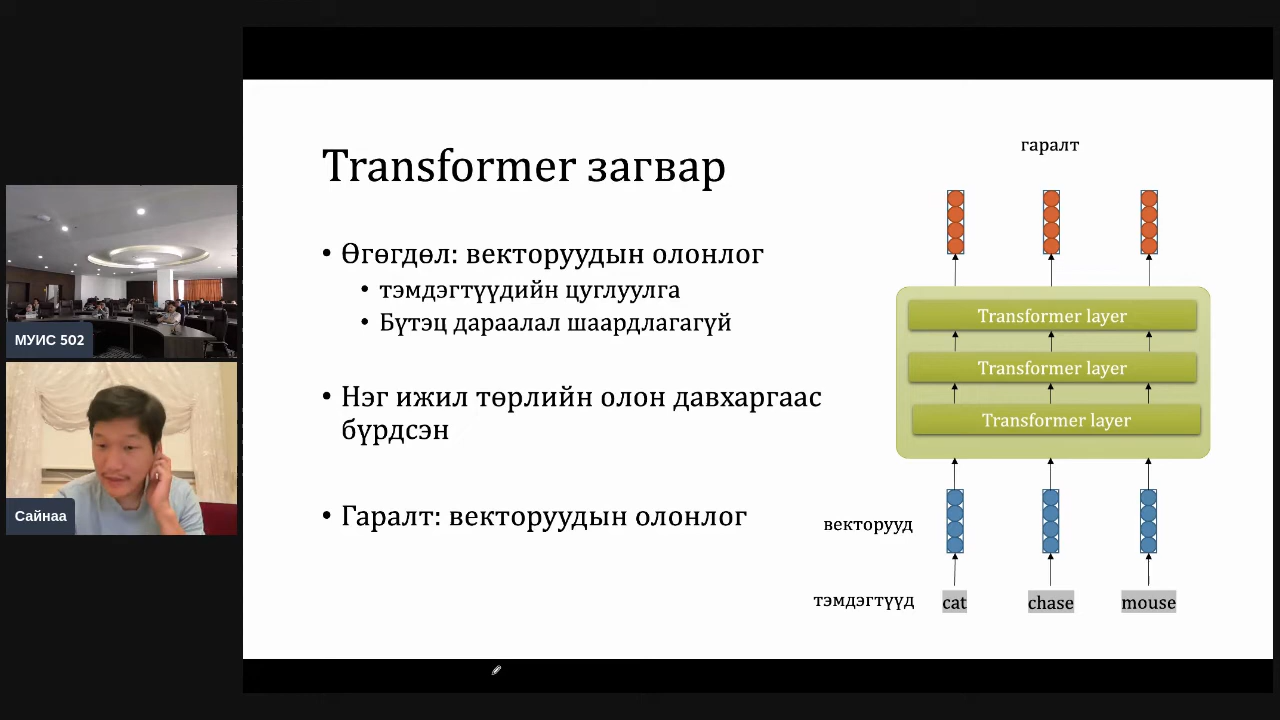 Transformer загвар
• Өгөгдөл: векторуудын олонлог
• тэмдэгтүүдийн цуглуулга
• Бүтэц дараалал шаардлагагүй
• Нэг ижил төрлийн олон давхаргаас
бүрдсэн
• Гаралт: векторуудын олонлог
гаралт
Transformer layer
Transformer layer
Transformer layer
векторууд
тэмдэгтүүд cat chase mouse
МУИС 502
Сайнаа